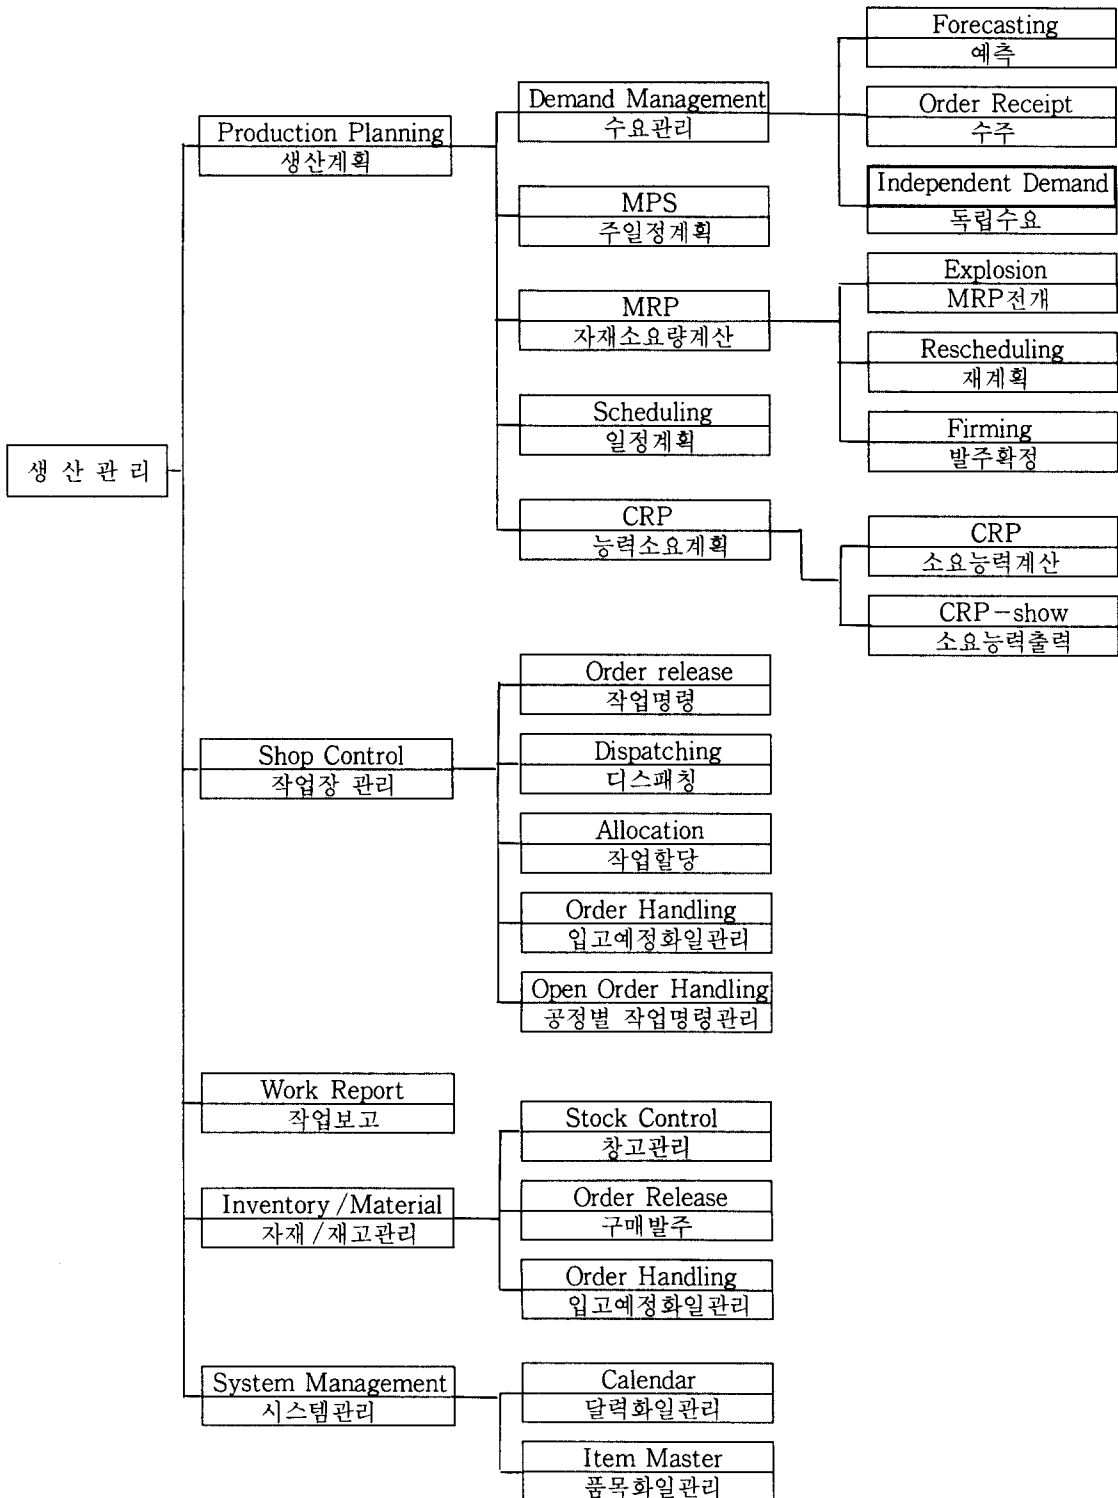 생 산 관 리
Production Planning
생산계획
Demand Management
수요관리
Forecasting
예측
Order Receipt
수주
Independent Demand
독립수요
MPS
주일정계획
MRP
자재소요량계산
Explosion
MRP전개
Rescheduling
재계획
Firming
발주확정
Scheduling
일정계획
CRP
능력소요계획
CRP
소요능력계산
CRP-show
소요능력출력
Shop Control
작업장 관리
Order release
작업명령
Dispatching
디스패칭
Allocation
작업할당
Order Handling
입고예정화일관리
Open Order Handling
공정별 작업명령관리
Work Report
작업보고
Inventory/Material
자재/재고관리
Stock Control
창고관리
Order Release
구매발주
Order Handling
입고예정화일관리
System Management
시스템관리
Calendar
달력화일관리
Item Master
품목화일관리